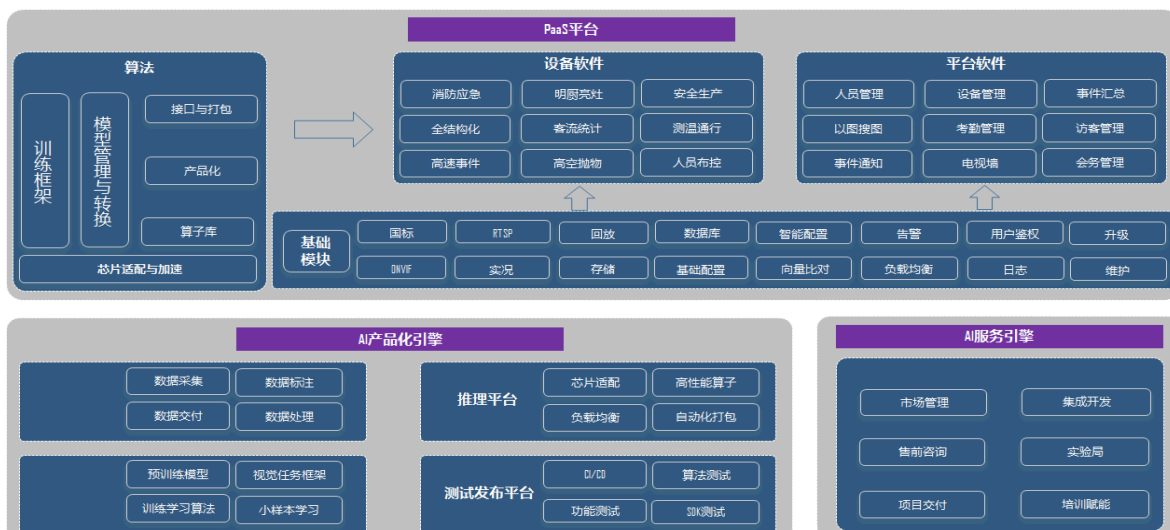 PaaS平台
算法
训练框架
模型管理与转换
接口与打包
产品化
算子库
芯片适配与加速
设备软件
消防应急
明厨亮灶
安全生产
全结构化
客流统计
测温通行
高速事件
高空抛物
人员布控
平台软件
人员管理
设备管理
事件汇总
以图搜图
考勤管理
访客管理
事件通知
电视墙
会务管理
基础模块
国标
RTSP
回放
数据库
智能配置
告警
用户鉴权
升级
ONVIF
实况
存储
基础配置
向量比对
负载均衡
日志
维护
AI产品化引擎
数据采集
数据标注
数据交付
数据处理
推理平台
芯片适配
高性能算子
负载均衡
自动化打包
预训练模型
视觉任务框架
训练学习算法
小样本学习
测试发布平台
CI/CD
算法测试
功能测试
SDK测试
AI服务引擎
市场管理
集成开发
售前咨询
实验局
项目交付
培训赋能